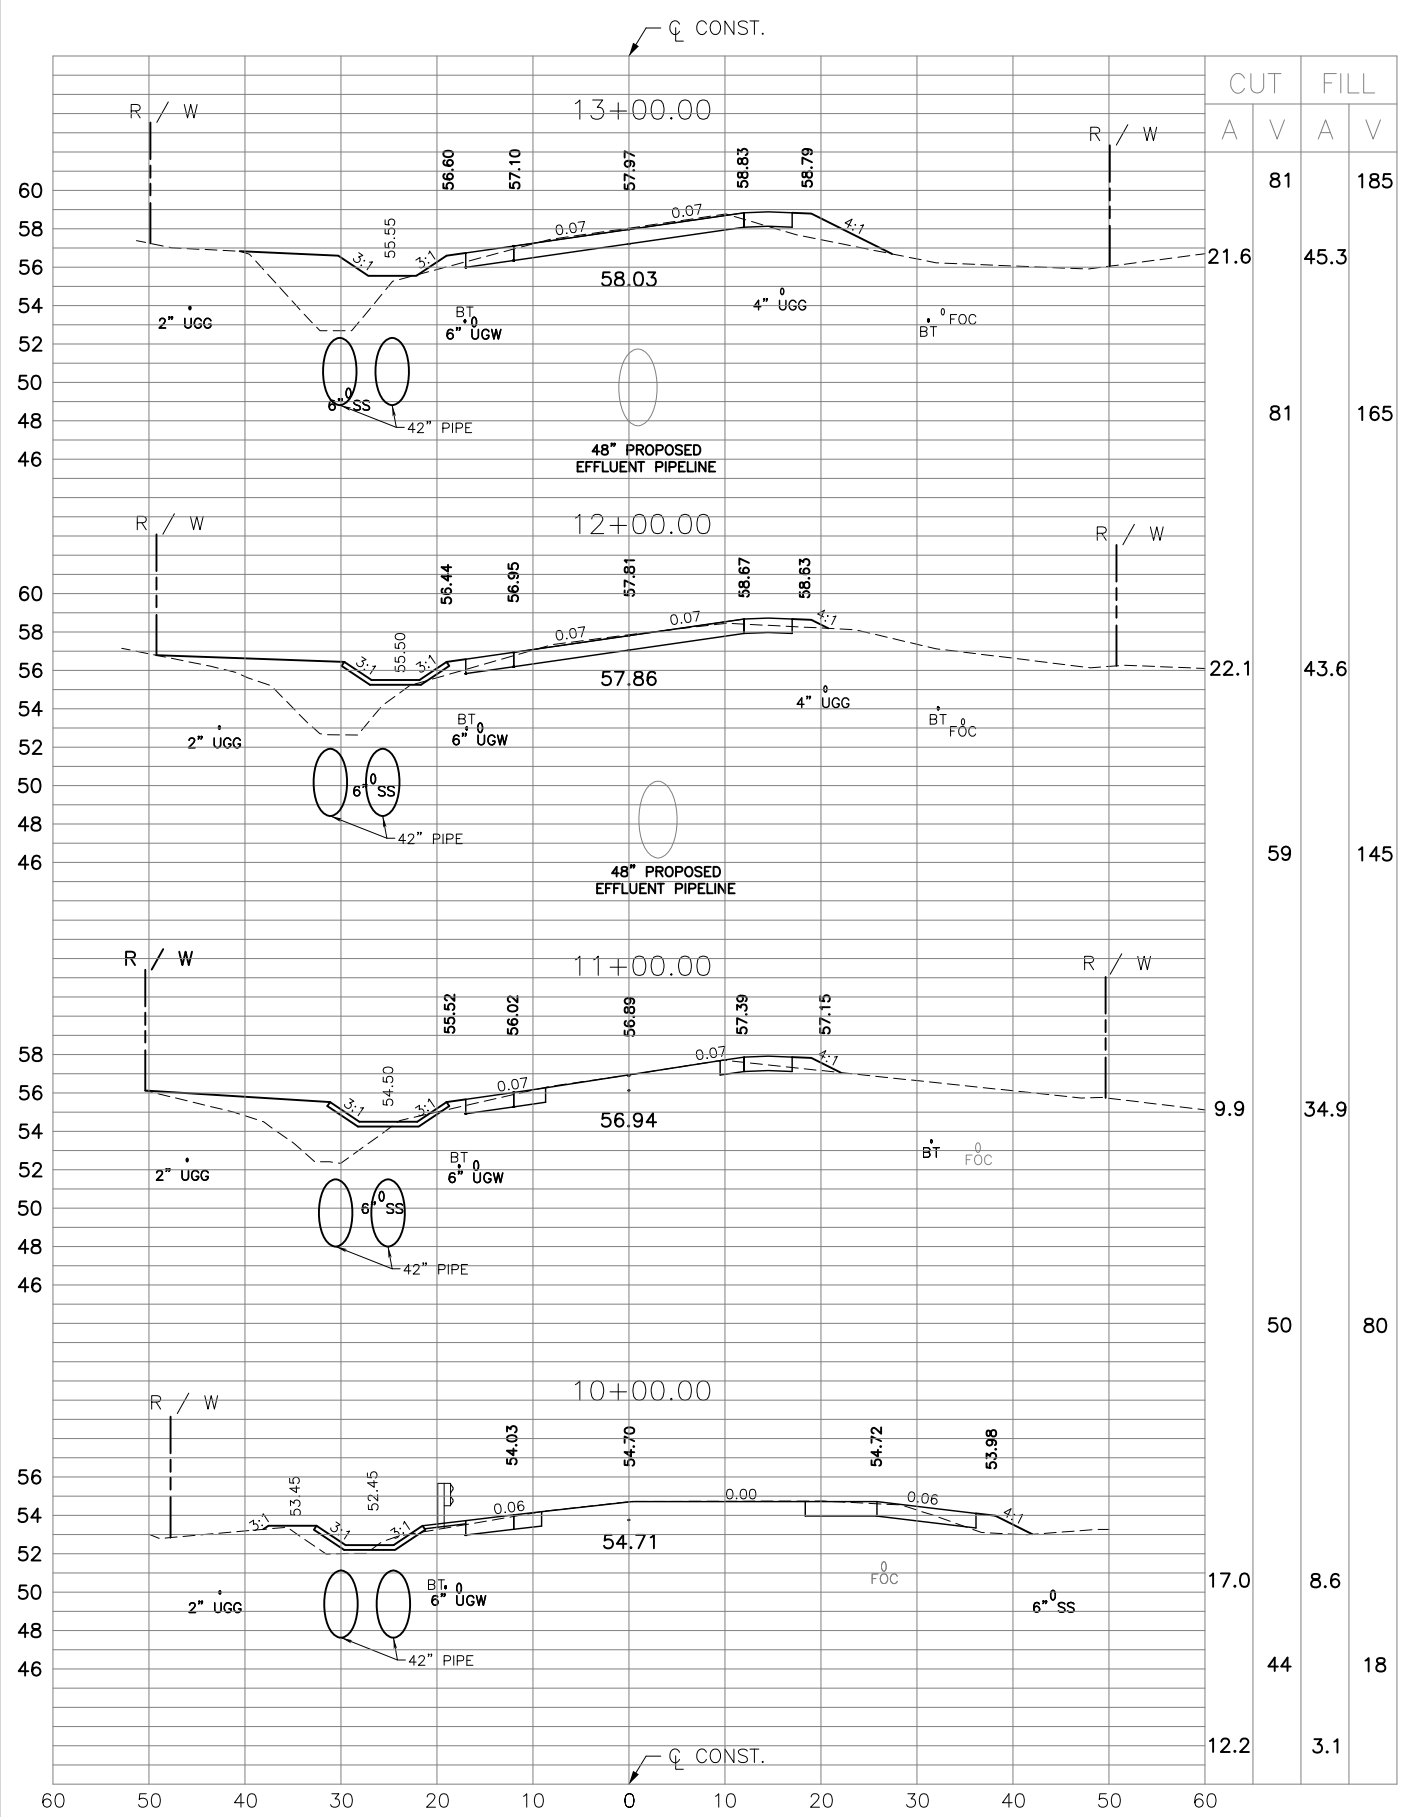 ℄ CONST.
CUT FILL
A V A V
13+00.00
R / W
R / W
56.60 57.10 57.97 58.83 58.79
81 185
60
58
56
54
52
50
48
46
55.55
3:1 3:1 0.07 0.07 4:1
58.03
21.6 45.3
2" UGG
BT
6" UGW
4" UGG
FOC
BT
6" SS
42" PIPE
81 165
48" PROPOSED
EFFLUENT PIPELINE
12+00.00
R / W
R / W
56.44 56.95 57.81 58.67 58.63
60
58
56
54
52
50
48
46
55.50
3:1 3:1 0.07 0.07 4:1
57.86
22.1 43.6
2" UGG
BT
6" UGW
4" UGG
BT
FOC
6" SS
42" PIPE
59 145
48" PROPOSED
EFFLUENT PIPELINE
11+00.00
R / W
R / W
55.52 56.02 56.89 57.39 57.15
58
56
54
52
50
48
46
54.50
3:1 3:1 0.07 0.07 4:1
56.94
9.9 34.9
2" UGG
BT
6" UGW
BT
FOC
6" SS
42" PIPE
50 80
10+00.00
R / W
54.03 54.70 54.72 53.98
56
54
52
50
48
46
53.45 52.45
3:1 3:1 3:1 0.06 0.00 0.06 4:1
54.71
17.0 8.6
2" UGG
BT
6" UGW
FOC
6" SS
42" PIPE
44 18
12.2 3.1
℄ CONST.
60 50 40 30 20 10 0 10 20 30 40 50 60